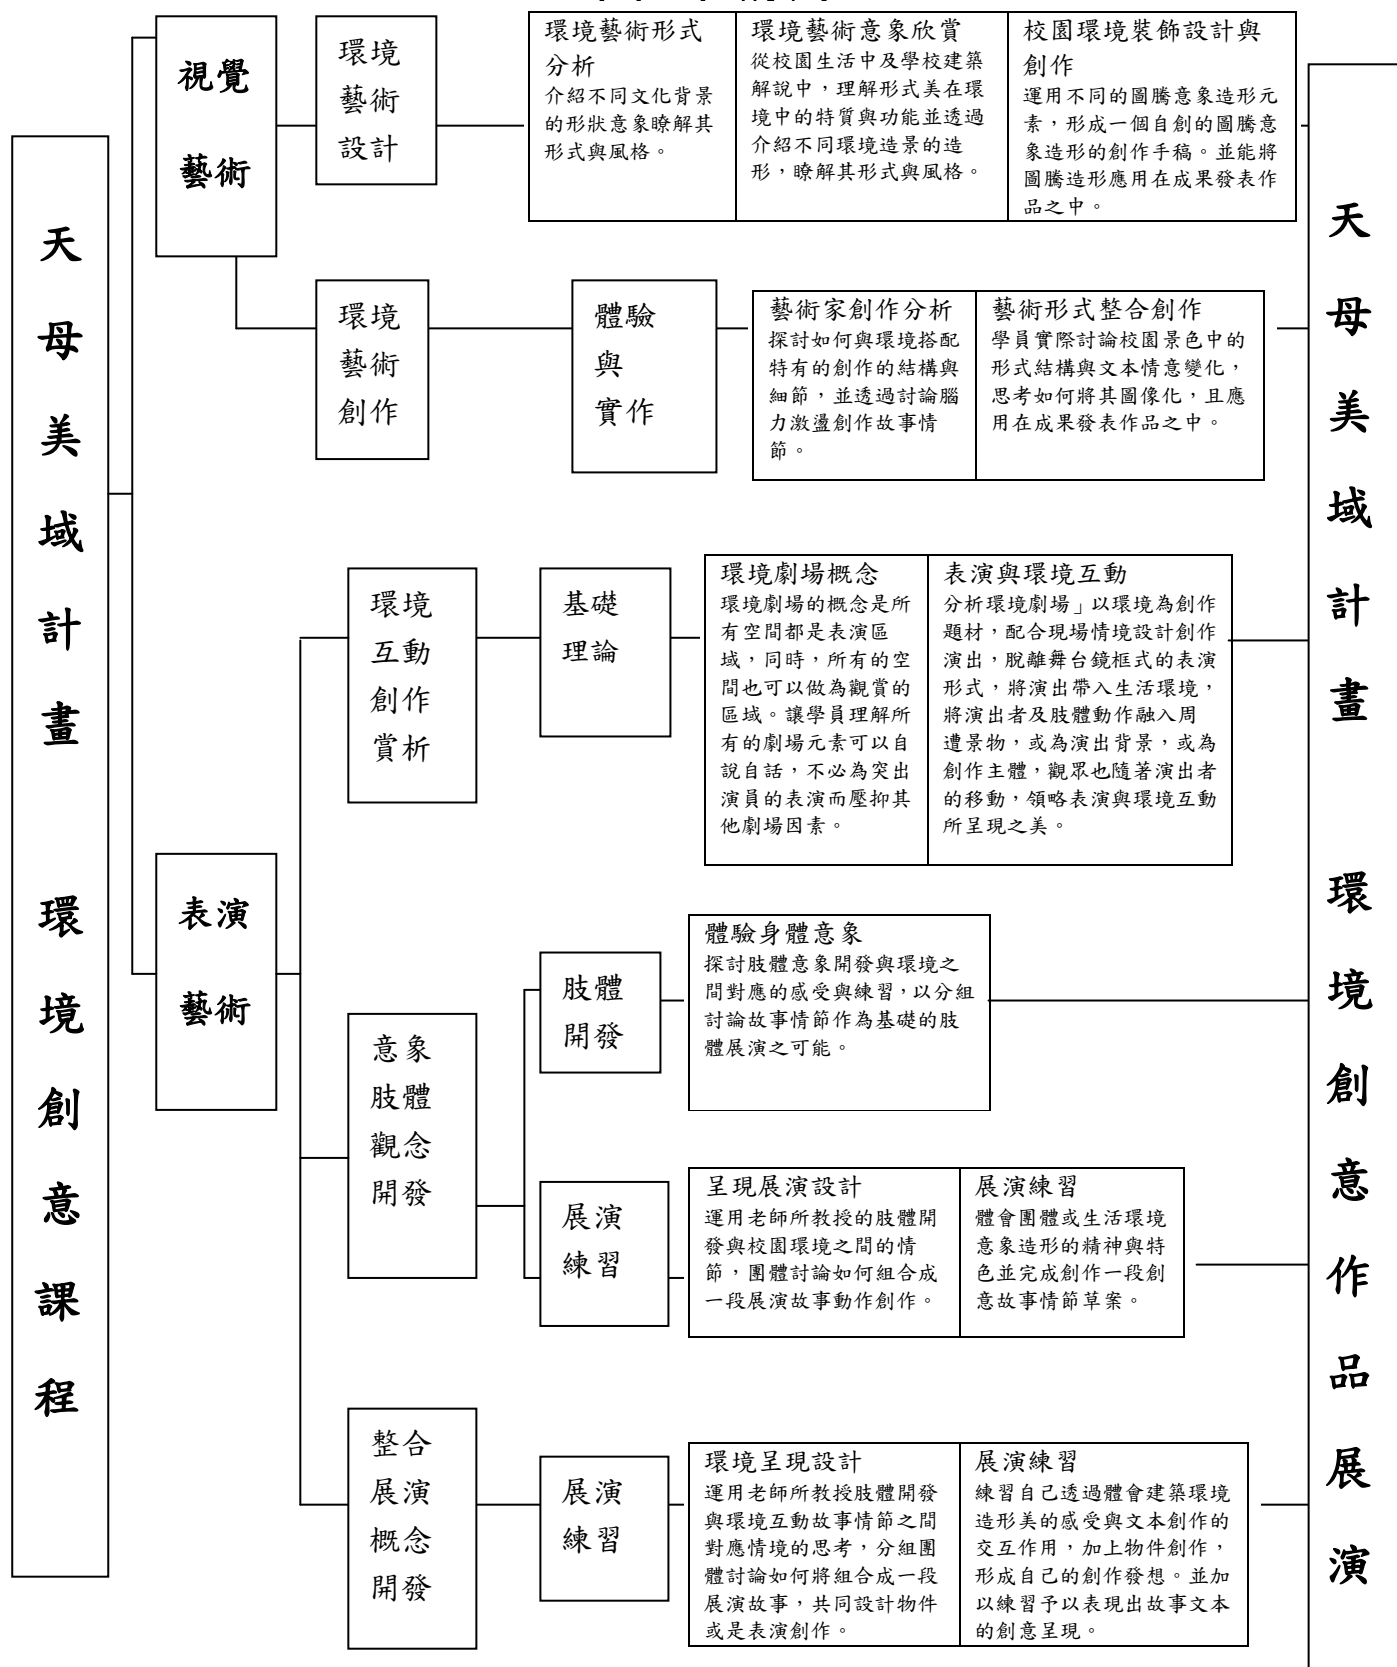 天母美域計畫 環境創意課程
視覺
藝術
環境
藝術
設計
環境藝術形式
分析
介紹不同文化背景
的形狀意象瞭解其
形式與風格。
環境藝術意象欣賞
從校園生活中及學校建築
解說中，理解形式美在環
境中的特質與功能並透過
介紹不同環境造景的造
形，瞭解其形式與風格。
校園環境裝飾設計與
創作
運用不同的圖騰意象造形元
素，形成一個自創的圖騰意
象造形的創作手稿。並能將
圖騰造形應用在成果發表作
品之中。
環境
藝術
創作
體驗
與
實作
藝術家創作分析
探討如何與環境搭配
特有的創作的結構與
細節，並透過討論腦
力激盪創作故事情
節。
藝術形式整合創作
學員實際討論校園景色中的
形式結構與文本情意變化，
思考如何將其圖像化，且應
用在成果發表作品之中。
表演
藝術
環境
互動
創作
賞析
基礎
理論
環境劇場概念
環境劇場的概念是所
有空間都是表演區
域，同時，所有的空
間也可以做為觀賞的
區域。讓學員理解所
有的劇場元素可以自
說自話，不必為突出
演員的表演而壓抑其
他劇場因素。
表演與環境互動
分析環境劇場」以環境為創作
題材，配合現場情境設計創作
演出，脫離舞台鏡框式的表演
形式，將演出帶入生活環境，
將演出者及肢體動作融入周
遭景物，或為演出背景，或為
創作主體，觀眾也隨著演出者
的移動，領略表演與環境互動
所呈現之美。
意象
肢體
觀念
開發
肢體
開發
體驗身體意象
探討肢體意象開發與環境之
間對應的感受與練習，以分組
討論故事情節作為基礎的肢
體展演之可能。
展演
練習
呈現展演設計
運用老師所教授的肢體開
發與校園環境之間的情
節，團體討論如何組合成
一段展演故事動作創作。
展演練習
體會團體或生活環境
意象造形的精神與特
色並完成創作一段創
意故事情節草案。
整合
展演
概念
開發
展演
練習
環境呈現設計
運用老師所教授肢體開發
與環境互動故事情節之間
對應情境的思考，分組團
體討論如何將組合成一段
展演故事，共同設計物件
或是表演創作。
展演練習
練習自己透過體會建築環境
造形美的感受與文本創作的
交互作用，加上物件創作，
形成自己的創作發想。並加
以練習予以表現出故事文本
的創意呈現。
天母美域計畫 環境創意作品展演